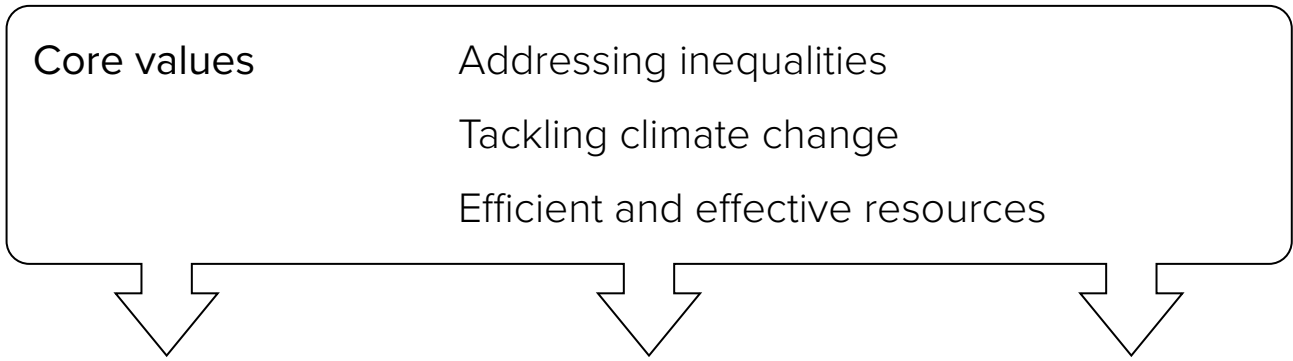 Core values
Addressing inequalities
Tackling climate change
Efficient and effective resources